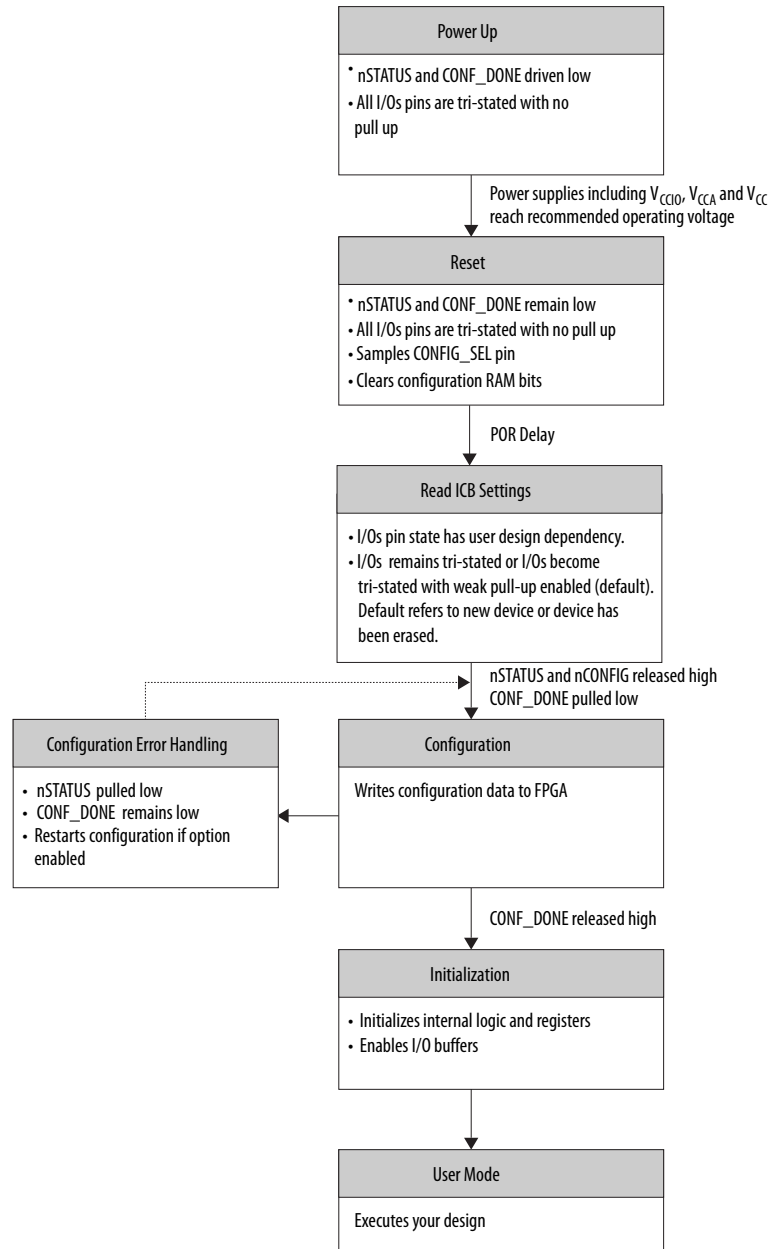 Power Up
• nSTATUS and CONF_DONE driven low
• All I/Os pins are tri-stated with no
pull up
Power supplies including VCCIO, VCCA and VCC
reach recommended operating voltage
Reset
• nSTATUS and CONF_DONE remain low
• All I/Os pins are tri-stated with no pull up
• Samples CONFIG_SEL pin
• Clears configuration RAM bits
POR Delay
Read ICB Settings
• I/Os pin state has user design dependency.
• I/Os remains tri-stated or I/Os become
tri-stated with weak pull-up enabled (default).
Default refers to new device or device has
been erased.
nSTATUS and nCONFIG released high
CONF_DONE pulled low
Configuration Error Handling
• nSTATUS pulled low
• CONF_DONE remains low
• Restarts configuration if option
enabled
Configuration
Writes configuration data to FPGA
CONF_DONE released high
Initialization
• Initializes internal logic and registers
• Enables I/O buffers
User Mode
Executes your design